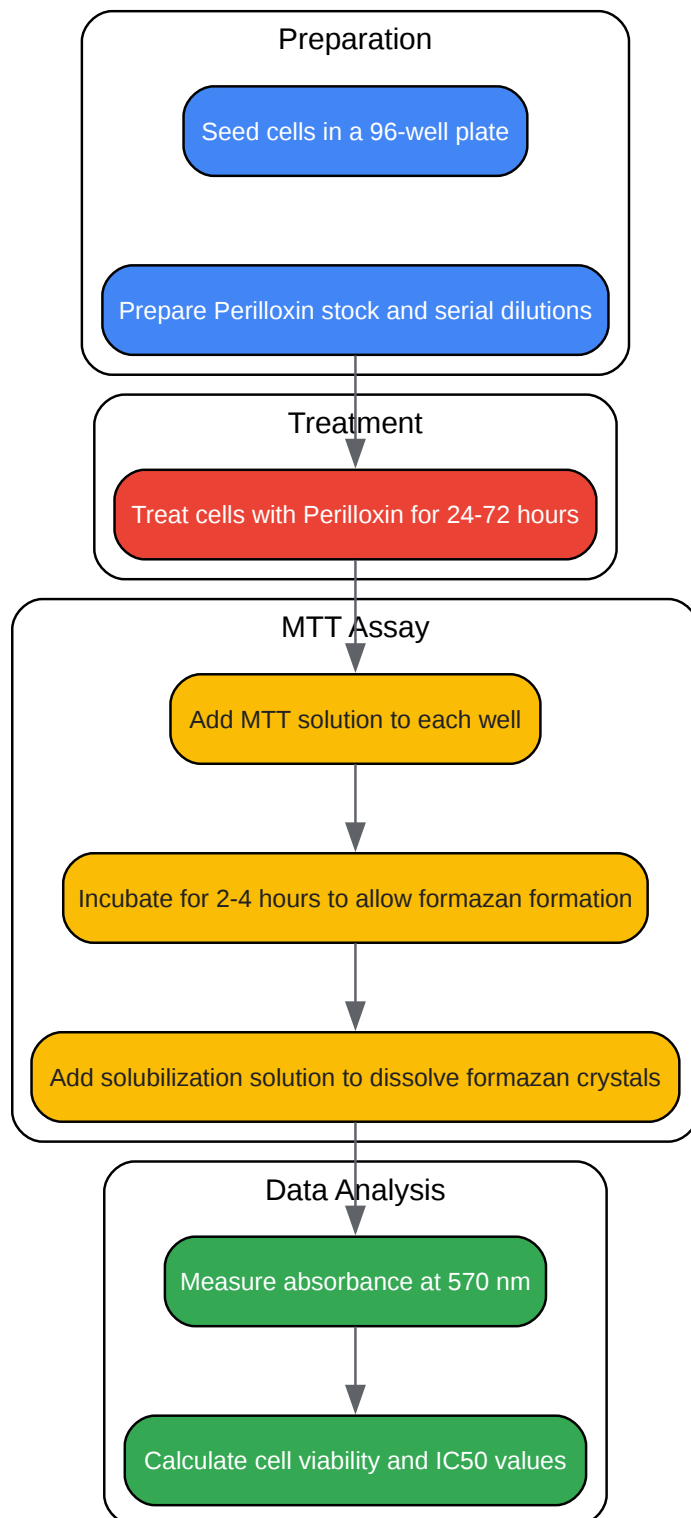 Preparation
Seed cells in a 96-well plate
Prepare Perilloxin stock and serial dilutions
Treatment
Treat cells with Perilloxin for 24-72 hours
MTT Assay
Add MTT solution to each well
Incubate for 2-4 hours to allow formazan formation
Add solubilization solution to dissolve formazan crystals
Data Analysis
Measure absorbance at 570 nm
Calculate cell viability and IC50 values